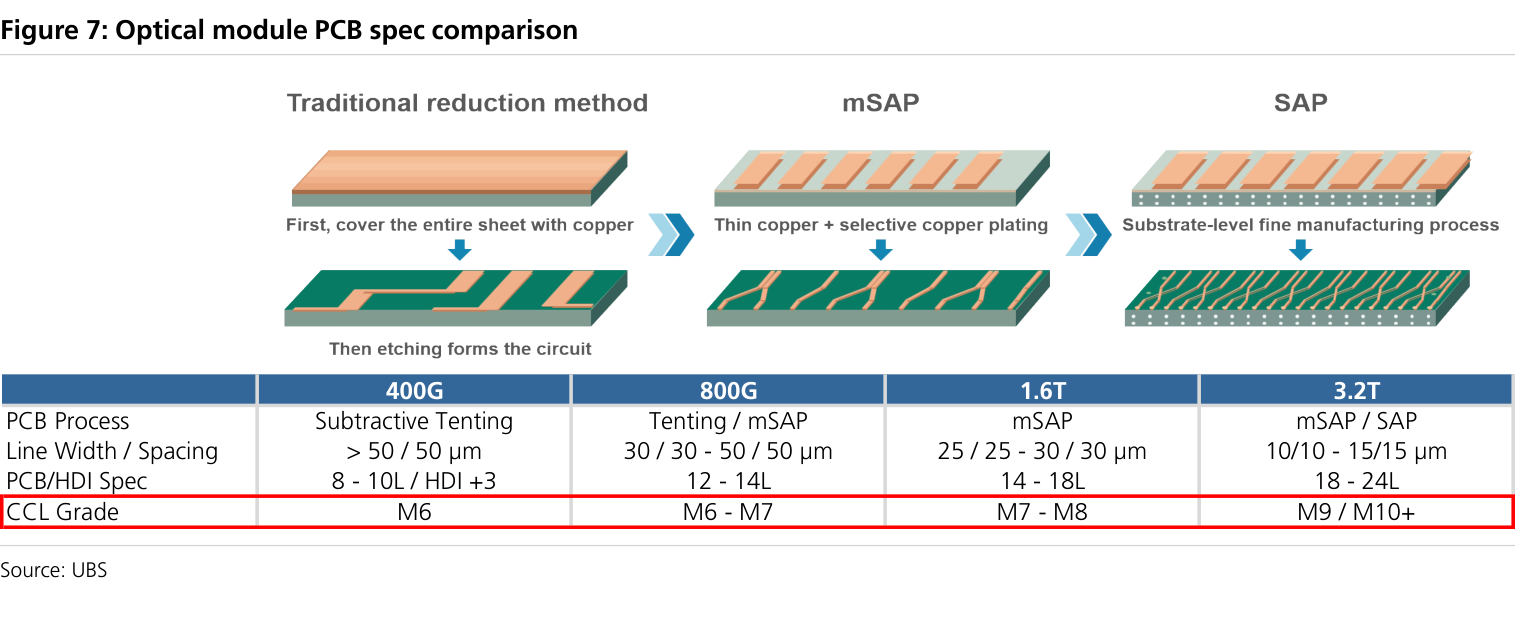 Figure 7: Optical module PCB spec comparison
Traditional reduction method
mSAP
SAP
First, cover the entire sheet with copper
Thin copper + selective copper plating
Substrate-level fine manufacturing process
Then etching forms the circuit
400G 800G 1.6T 3.2T
PCB Process Subtractive Tenting Tenting / mSAP mSAP mSAP / SAP
Line Width / Spacing > 50 / 50 μm 30 / 30 - 50 / 50 μm 25 / 25 - 30 / 30 μm 10/10 - 15/15 μm
PCB/HDI Spec 8 - 10L / HDI +3 12 - 14L 14 - 18L 18 - 24L
CCL Grade M6 M6 - M7 M7 - M8 M9 / M10+
Source: UBS